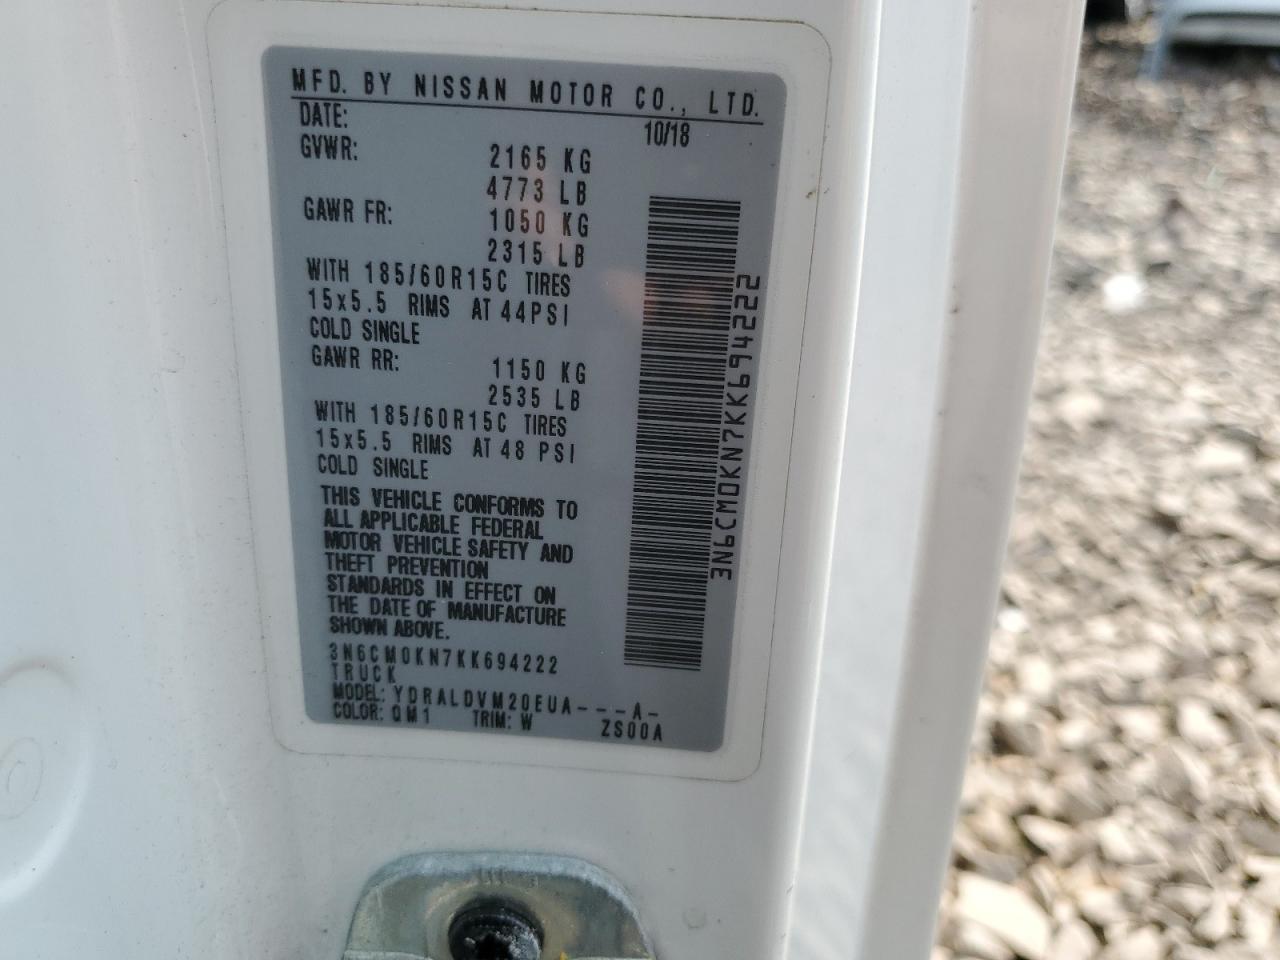 MFD. BY NISSAN MOTOR CO., LTD.
DATE: 10/18
GVWR: 2165 KG
4773 LB
GAWR FR: 1050 KG
2315 LB
WITH 185/60R15C TIRES
15x5.5 RIMS AT 44PSI
COLD SINGLE
GAWR RR: 1150 KG
2535 LB
WITH 185/60R15C TIRES
15x5.5 RIMS AT 48 PSI
COLD SINGLE
THIS VEHICLE CONFORMS TO
ALL APPLICABLE FEDERAL
MOTOR VEHICLE SAFETY AND
THEFT PREVENTION
STANDARDS IN EFFECT ON
THE DATE OF MANUFACTURE
SHOWN ABOVE.
3N6CM0KN7KK694222
TRUCK
MODEL: YDRALDVM20EUA---A-
COLOR: QM1 TRIM: W ZS00A
3N6CM0KN7KK694222